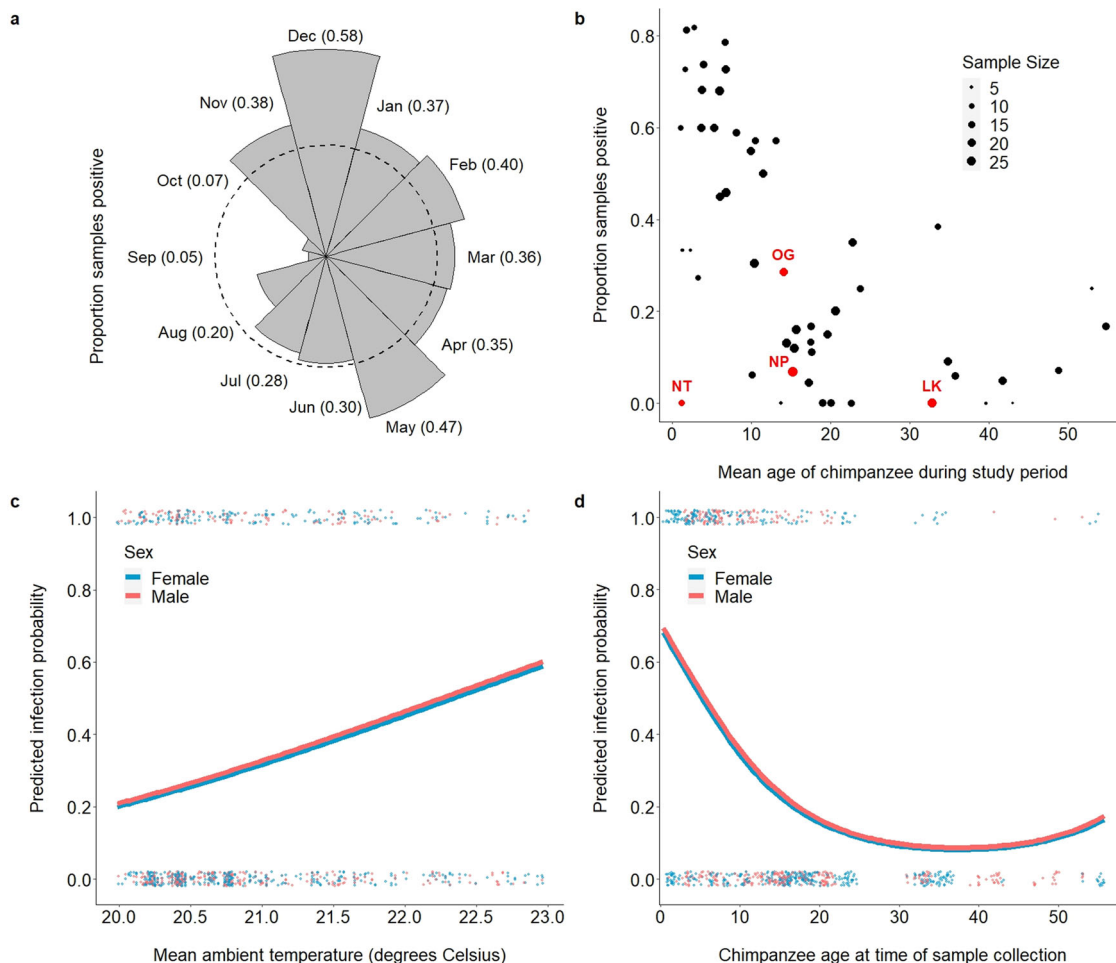 a
Dec (0.58)
Nov (0.38)
Jan (0.37)
Feb (0.40)
Oct (0.07)
Sep (0.05)
Mar (0.36)
Aug (0.20)
Apr (0.35)
Jul (0.28)
Jun (0.30)
May (0.47)
Proportion samples positive
b
0.8
0.6
0.4
0.2
0.0
Proportion samples positive
Sample Size
5
10
15
20
25
OG
NP
NT
LK
0 10 20 30 40 50
Mean age of chimpanzee during study period
c
1.0
0.8
0.6
0.4
0.2
0.0
Predicted infection probability
Sex
Female
Male
20.0 20.5 21.0 21.5 22.0 22.5 23.0
Mean ambient temperature (degrees Celsius)
d
1.0
0.8
0.6
0.4
0.2
0.0
Predicted infection probability
Sex
Female
Male
0 10 20 30 40 50
Chimpanzee age at time of sample collection